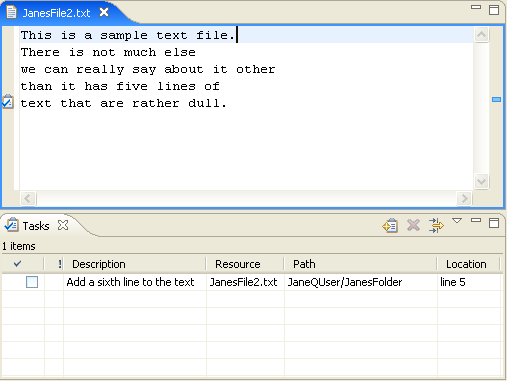 JanesFile2.txt
This is a sample text file.
There is not much else
we can really say about it other
than it has five lines of
text that are rather dull.
Tasks
1 items
! Description Resource Path Location
Add a sixth line to the text JanesFile2.txt JaneQUser/JanesFolder line 5